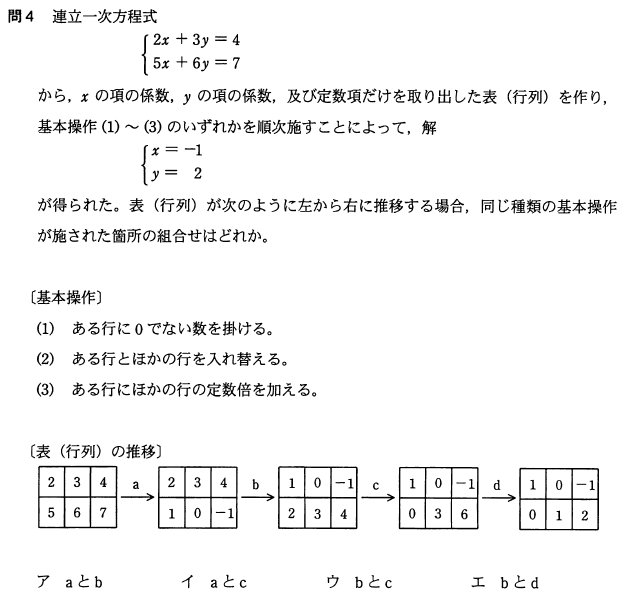 問4 連立一次方程式
2x + 3y = 4
5x + 6y = 7
から，x の項の係数，y の項の係数，及び定数項だけを取り出した表（行列）を作り，
基本操作 (1) ～ (3) のいずれかを順次施すことによって，解
x = −1
y = 2
が得られた。表（行列）が次のように左から右に推移する場合，同じ種類の基本操作
が施された箇所の組合せはどれか。
〔基本操作〕
(1) ある行に 0 でない数を掛ける。
(2) ある行とほかの行を入れ替える。
(3) ある行にほかの行の定数倍を加える。
〔表（行列）の推移〕
2 3 4 a 2 3 4 b 1 0 −1 c 1 0 −1 d 1 0 −1
5 6 7 1 0 −1 2 3 4 0 3 6 0 1 2
ア aとb イ aとc ウ bとc エ bとd